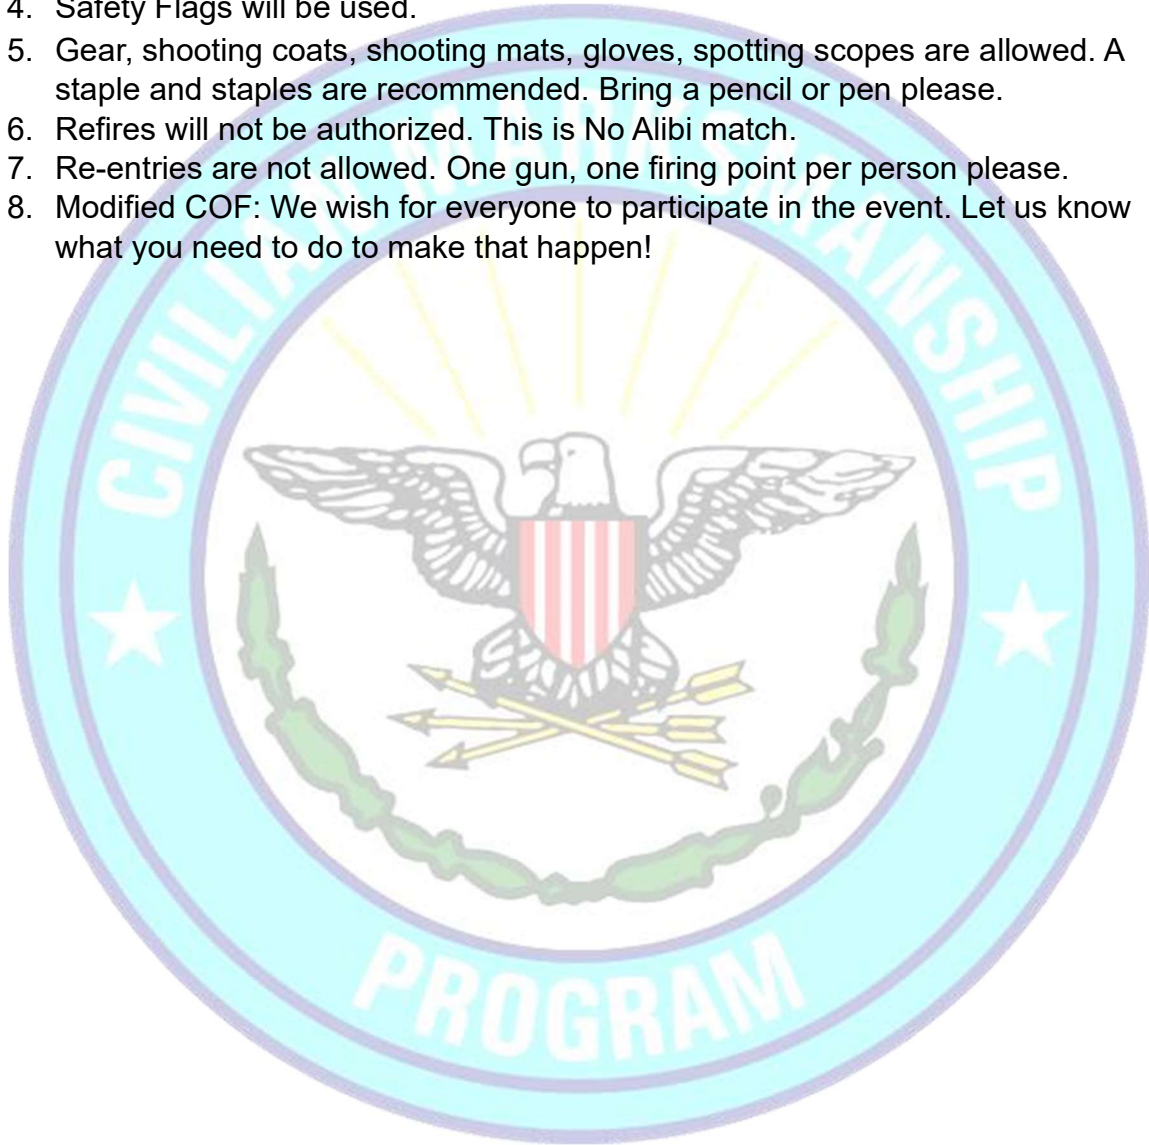 4. Safety Flags will be used.
5. Gear, shooting coats, shooting mats, gloves, spotting scopes are allowed. A
staple and staples are recommended. Bring a pencil or pen please.
6. Refires will not be authorized. This is No Alibi match.
7. Re-entries are not allowed. One gun, one firing point per person please.
8. Modified COF: We wish for everyone to participate in the event. Let us know
what you need to do to make that happen!
CIVILIAN MARKSMANSHIP
PROGRAM